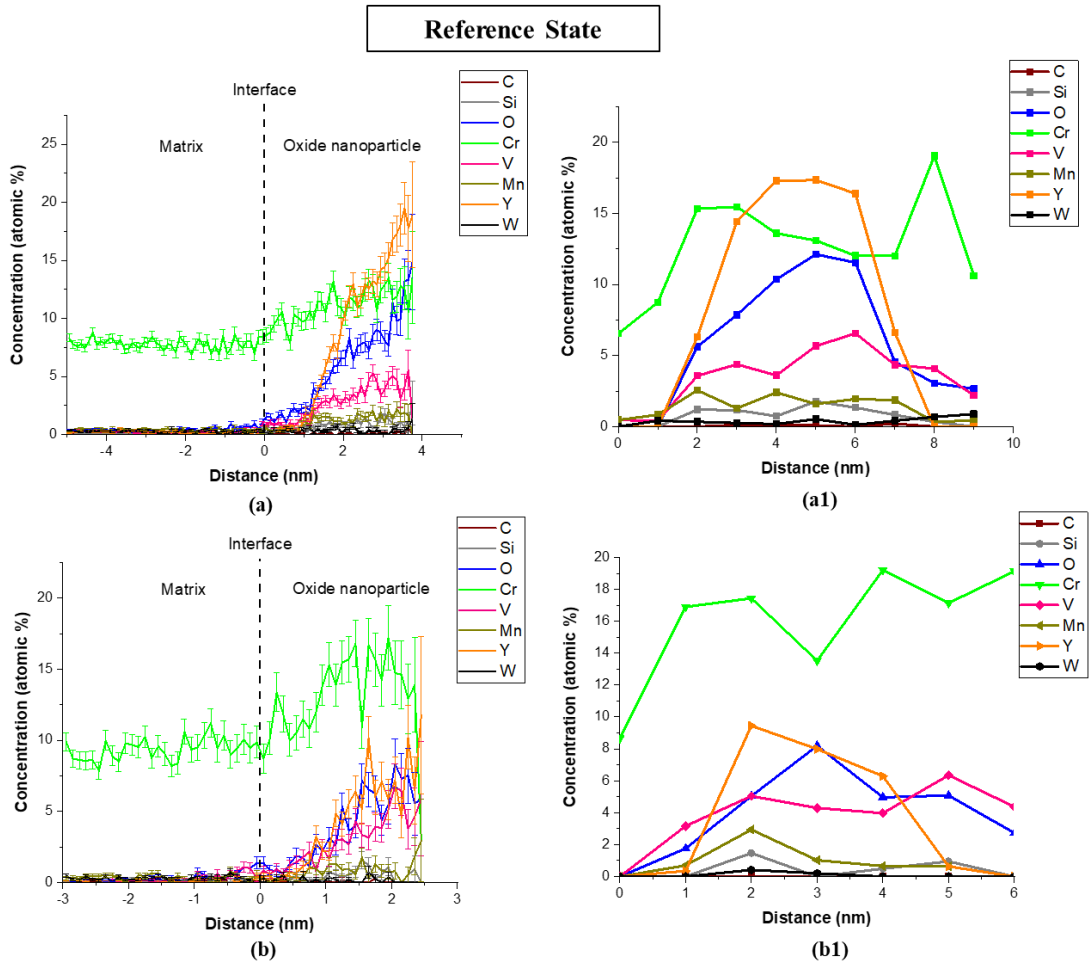 Reference State
C
Si
O
Cr
V
Mn
Y
W
Interface
Matrix
Oxide nanoparticle
Concentration (atomic %)
0
5
10
15
20
25
-4
-2
0
2
4
Distance (nm)
(a)
C
Si
O
Cr
V
Mn
Y
W
Concentration (atomic %)
0
5
10
15
20
0
2
4
6
8
10
Distance (nm)
(a1)
C
Si
O
Cr
V
Mn
Y
W
Interface
Matrix
Oxide nanoparticle
Concentration (atomic %)
0
5
10
15
20
-3
-2
-1
0
1
2
3
Distance (nm)
(b)
C
Si
O
Cr
V
Mn
Y
W
Concentration (atomic %)
0
2
4
6
8
10
12
14
16
18
20
0
1
2
3
4
5
6
Distance (nm)
(b1)